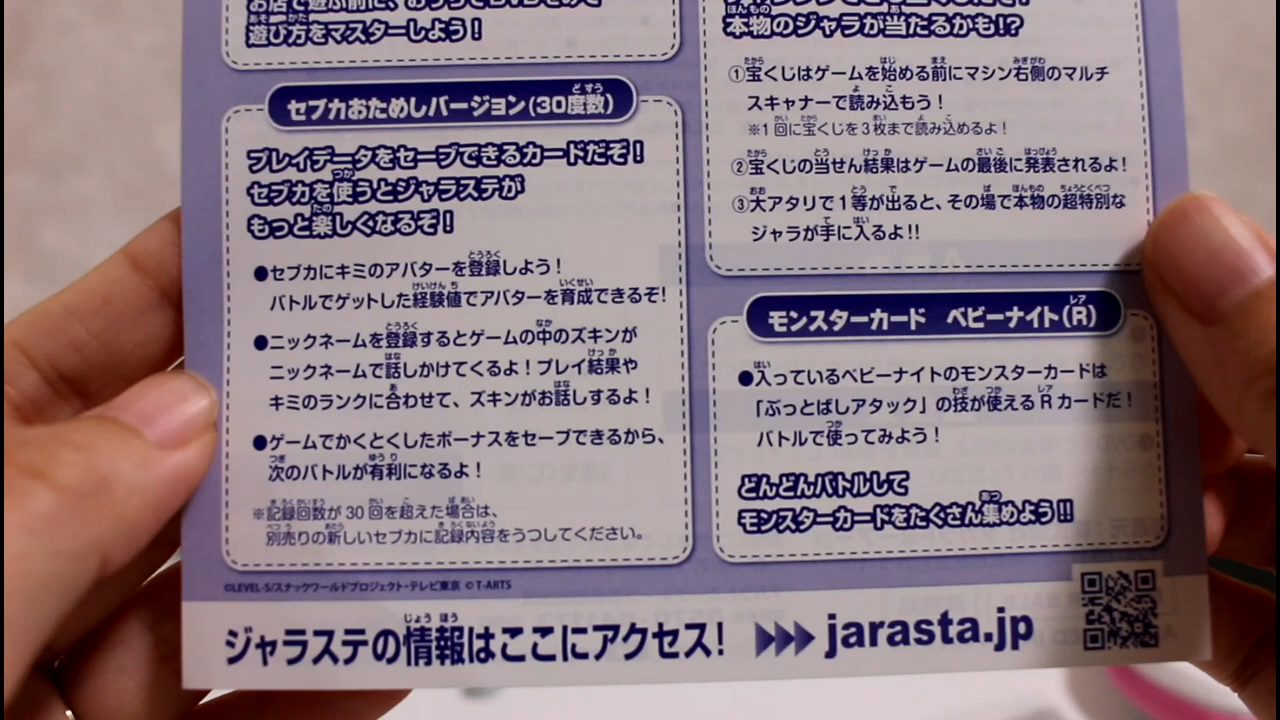 遊び方をマスターしよう!
セブカおためしバージョン(30度数)
プレイデータをセーブできるカードだぞ!
セブカを使うとジャラステが
もっと楽しくなるぞ!
●セブカにキミのアバターを登録しよう!
バトルでゲットした経験値でアバターを育成できるぞ!
●ニックネームを登録するとゲームの中のズキンが
ニックネームで話しかけてくるよ!プレイ結果や
キミのランクに合わせて、ズキンがお話しするよ!
●ゲームでかくとくしたボーナスをセーブできるから、
次のバトルが有利になるよ!
※記録回数が30回を超えた場合は、
別売りの新しいセブカに記録内容をうつしてください。
本物のジャラが当たるかも!?
①宝くじはゲームを始める前にマシン右側のマルチ
スキャナーで読み込もう!
※1回に宝くじを3枚まで読み込めるよ!
②宝くじの当せん結果はゲームの最後に発表されるよ!
③大アタリで1等が出ると、その場で本物の超特別な
ジャラが手に入るよ!!
モンスターカード ベビーナイト(R)
●入っているベビーナイトのモンスターカードは
「ぶっとばしアタック」の技が使えるRカードだ!
バトルで使ってみよう!
どんどんバトルして
モンスターカードをたくさん集めよう!!
©LEVEL-5/スナックワールドプロジェクト・テレビ東京 ©T-ARTS
ジャラステの情報はここにアクセス! jarasta.jp